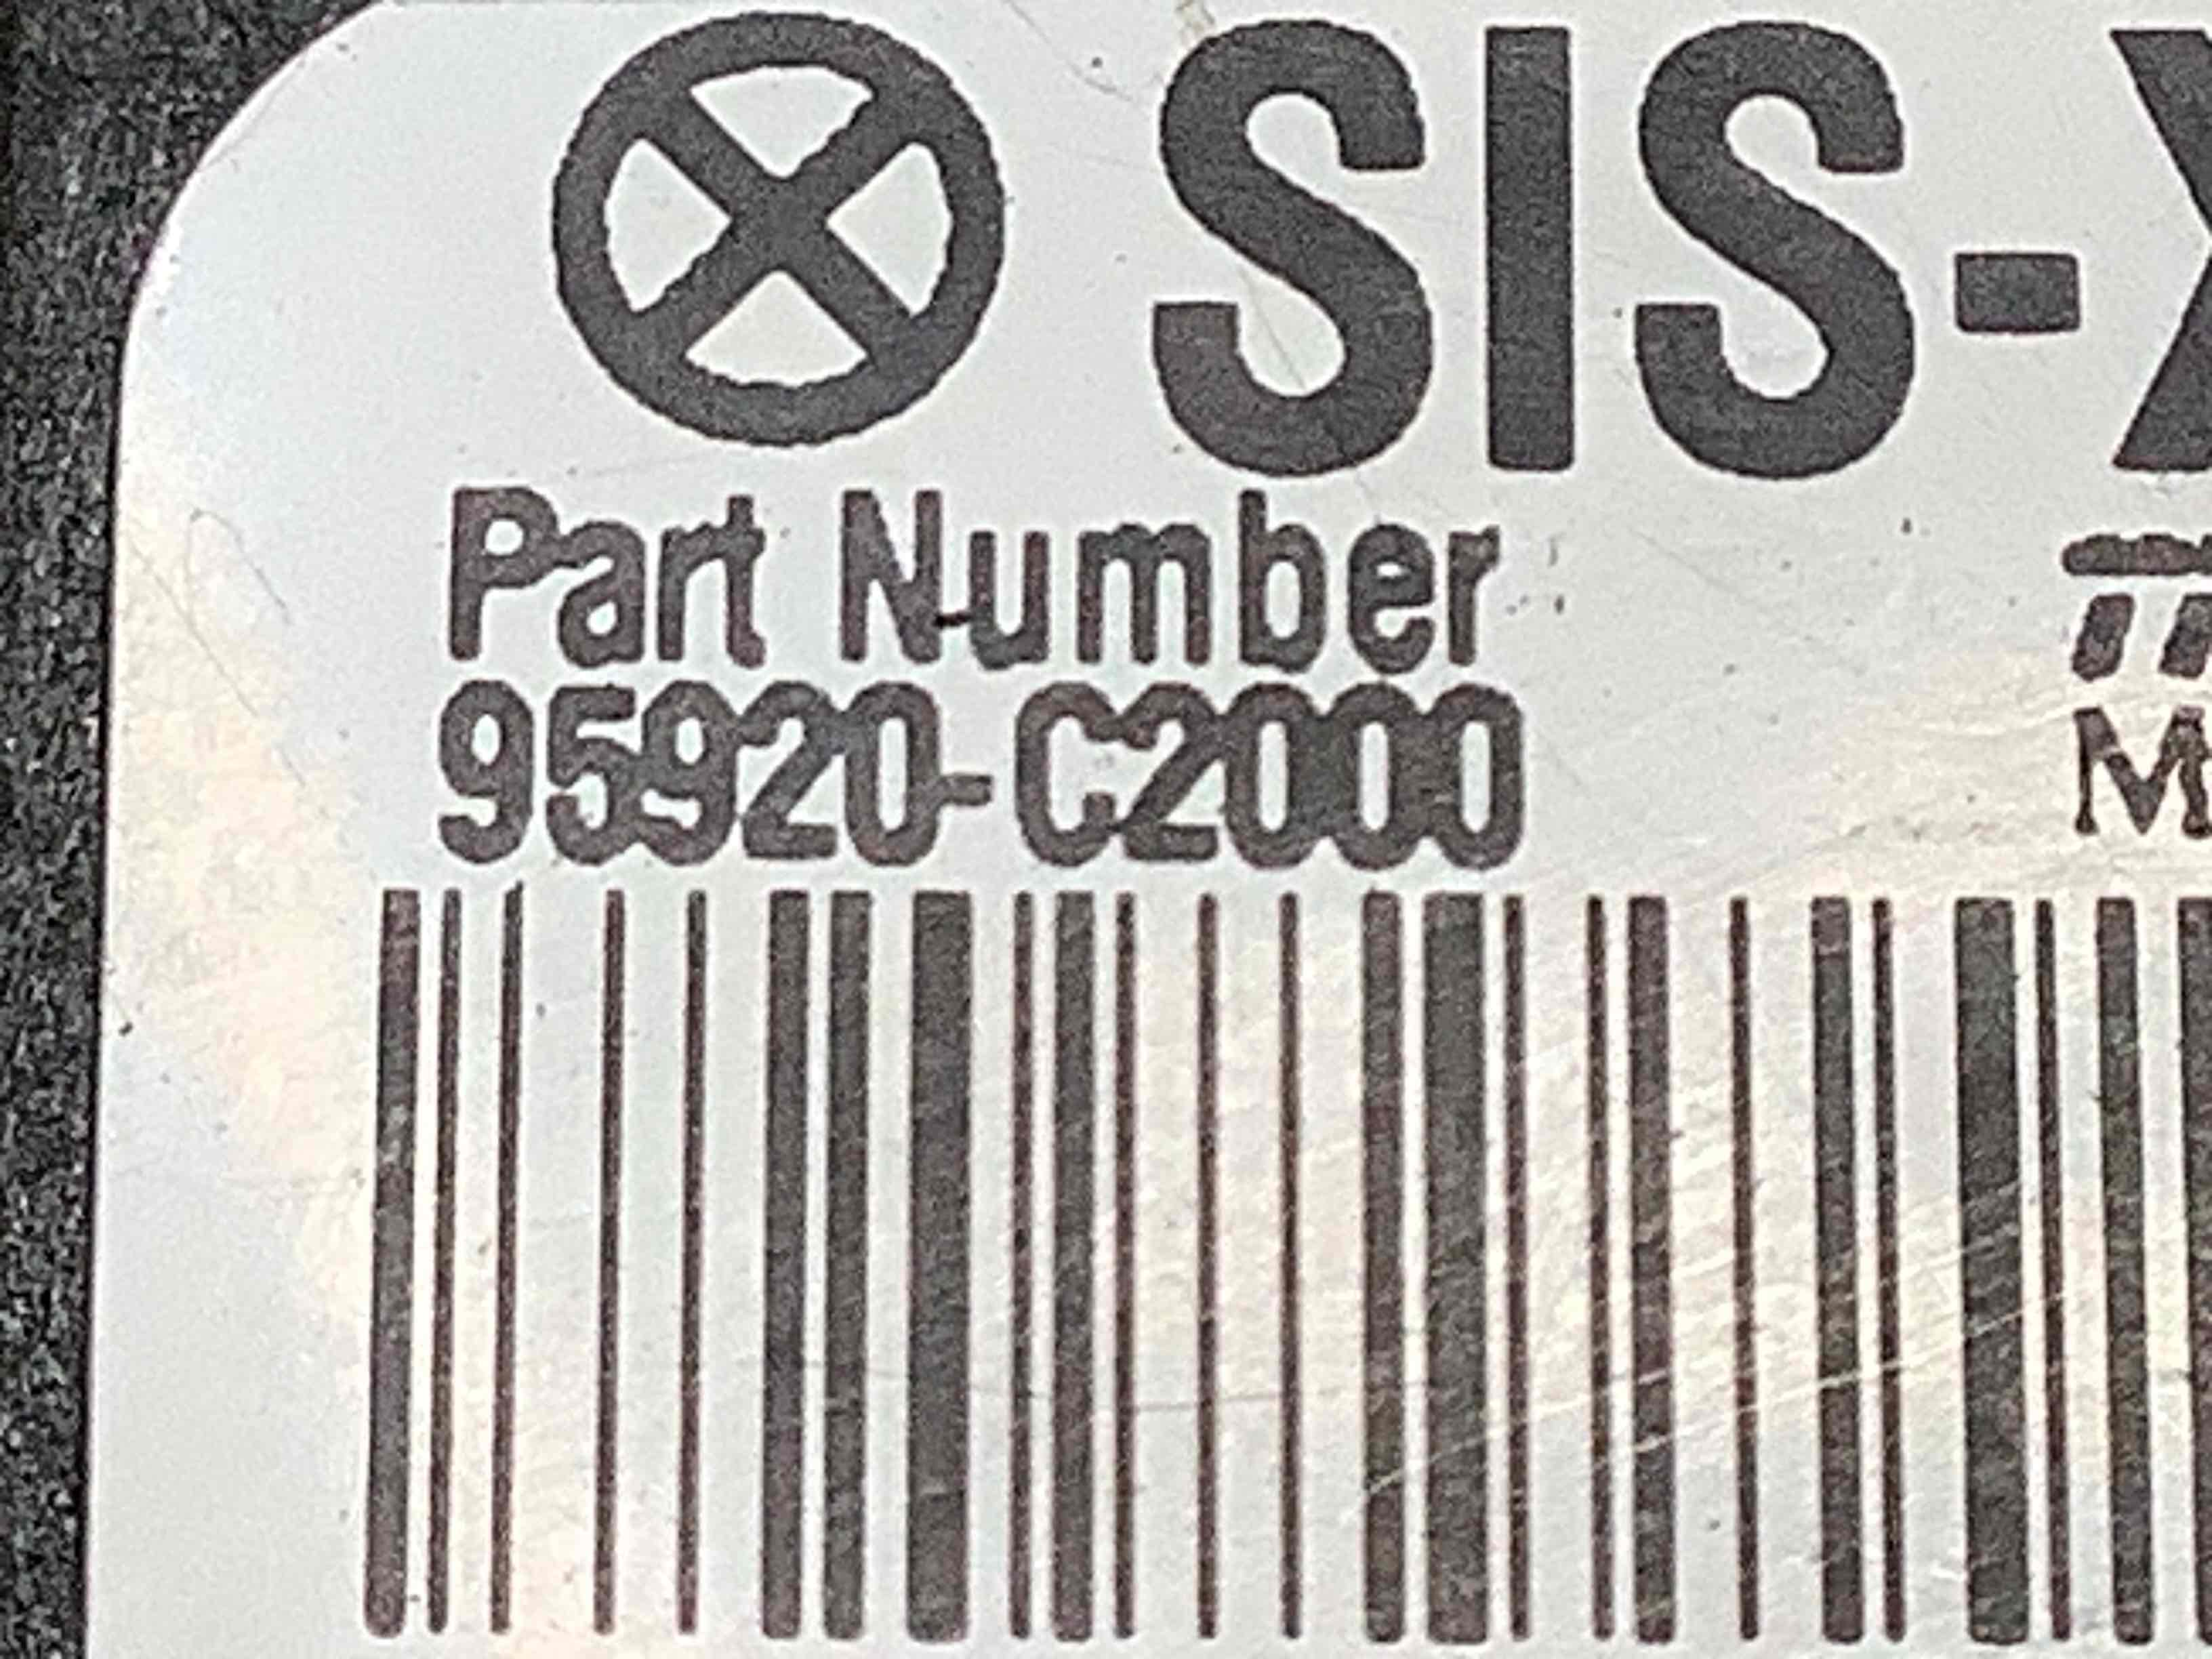 SIS-X
Part Number
95920-C2000
M